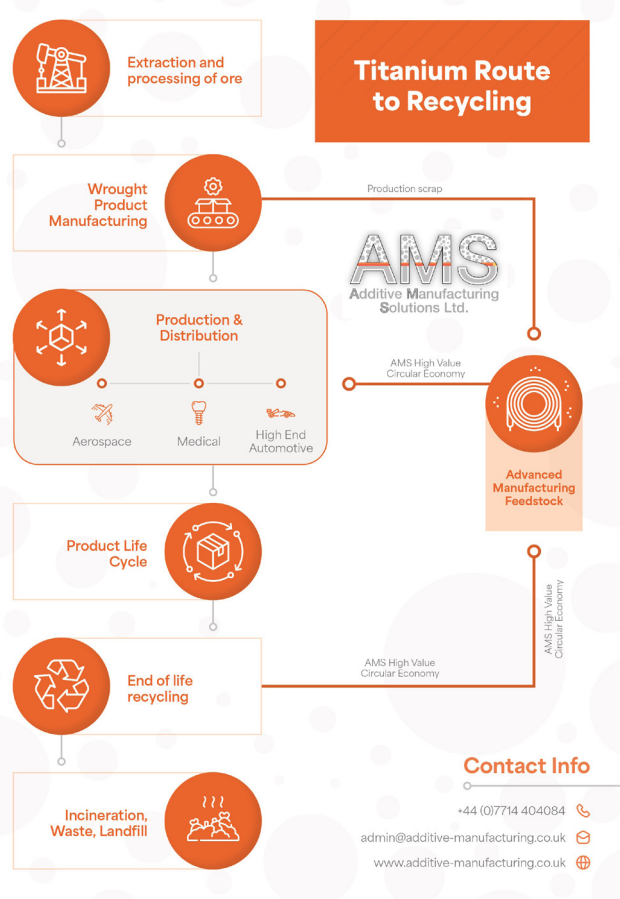 Extraction and
processing of ore
Titanium Route
to Recycling
Wrought
Product
Manufacturing
Production scrap
AMS
Additive Manufacturing
Solutions Ltd.
Production &
Distribution
Aerospace
Medical
High End
Automotive
AMS High Value
Circular Economy
Advanced
Manufacturing
Feedstock
Product Life
Cycle
AMS High Value
Circular Economy
End of life
recycling
AMS High Value
Circular Economy
Incineration,
Waste, Landfill
Contact Info
+44 (0)7714 404084
admin@additive-manufacturing.co.uk
www.additive-manufacturing.co.uk